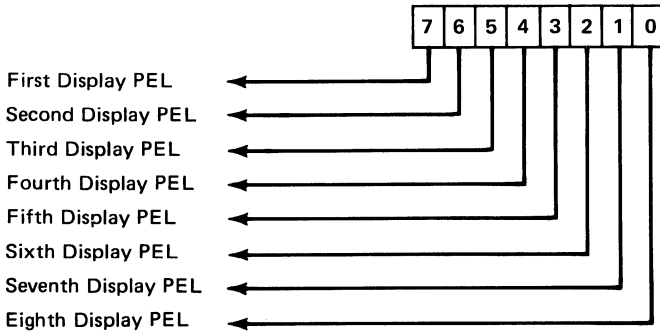 7 6 5 4 3 2 1 0
First Display PEL
Second Display PEL
Third Display PEL
Fourth Display PEL
Fifth Display PEL
Sixth Display PEL
Seventh Display PEL
Eighth Display PEL